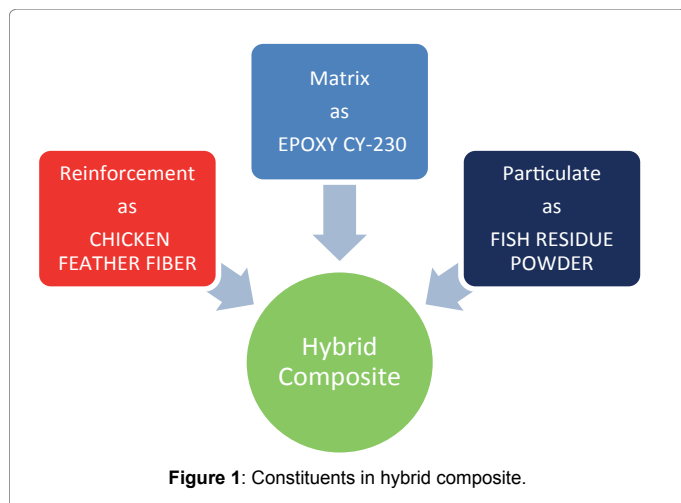 Matrix
as
EPOXY CY-230
Reinforcement
as
CHICKEN
FEATHER FIBER
Particulate
as
FISH RESIDUE
POWDER
Hybrid
Composite
Figure 1: Constituents in hybrid composite.